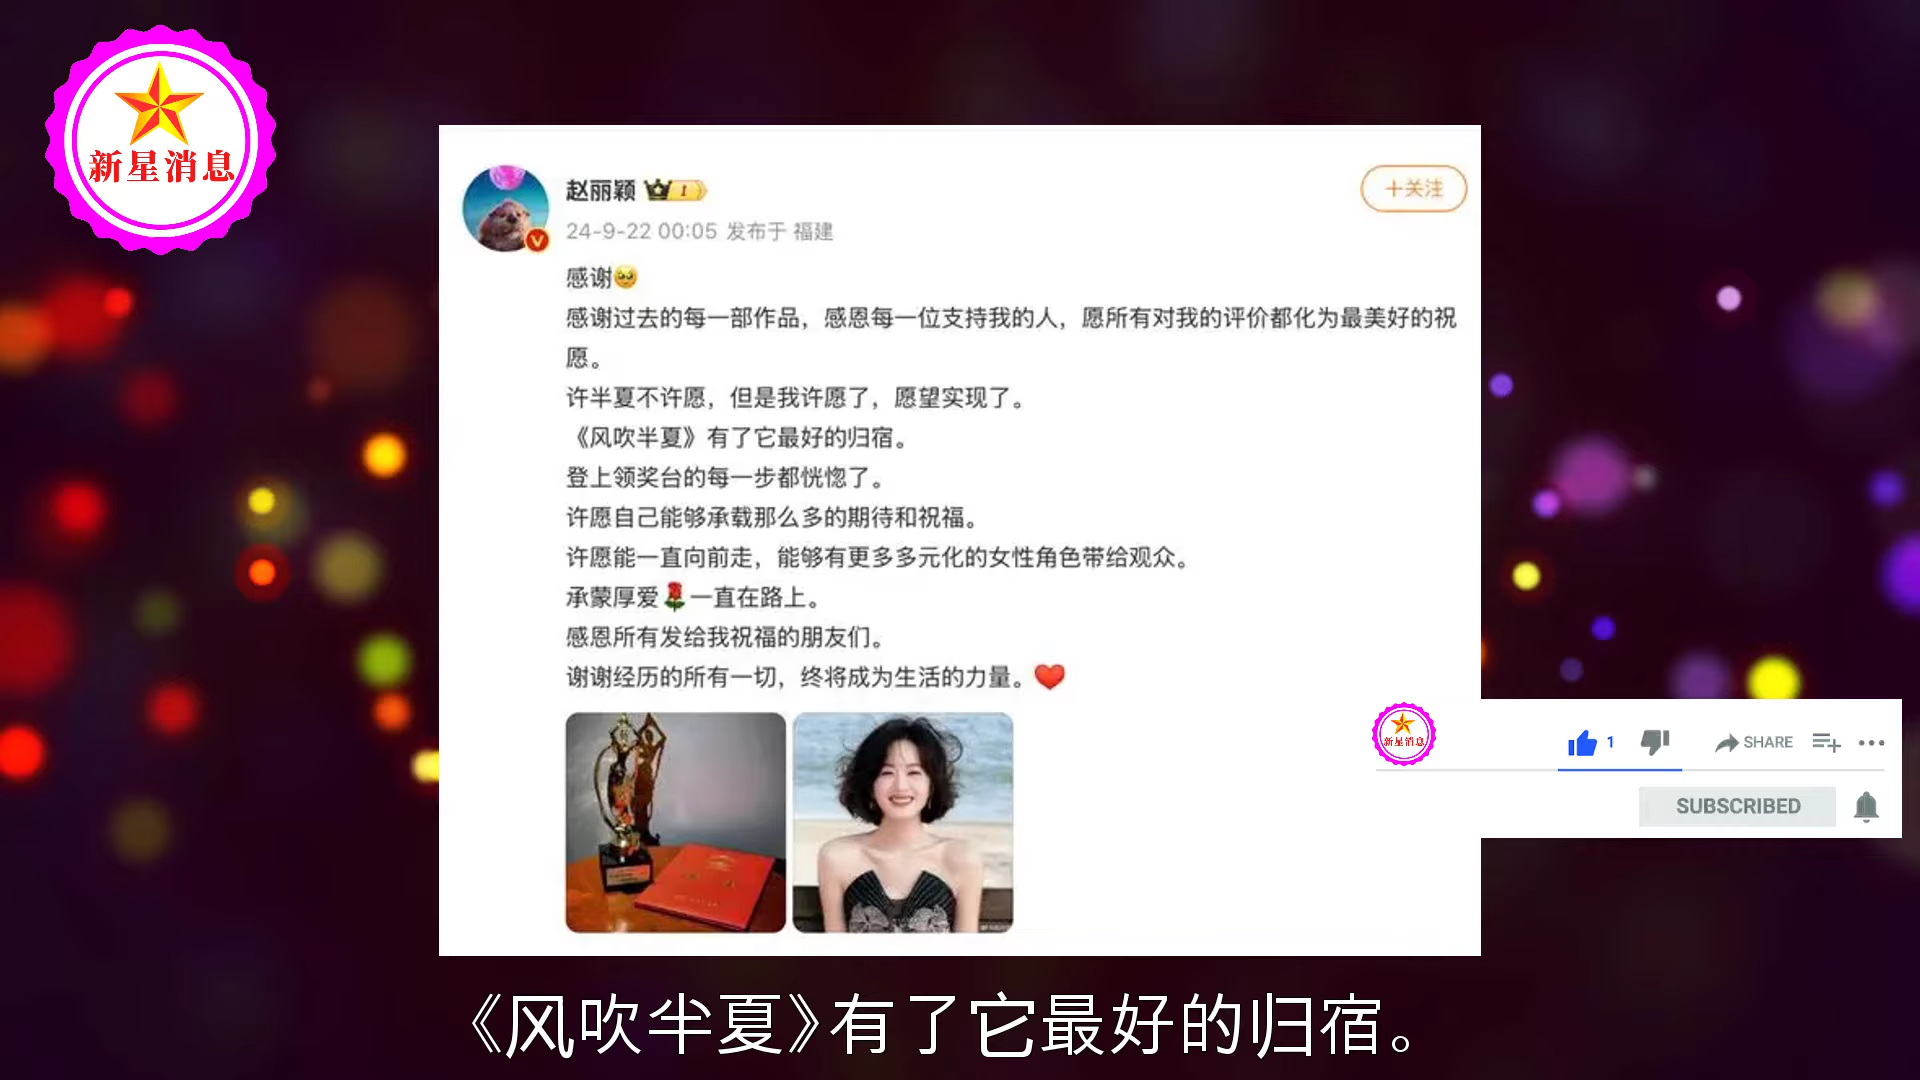 新星消息
赵丽颖
1
+关注
24-9-22 00:05 发布于 福建
感谢🥹
感谢过去的每一部作品，感恩每一位支持我的人，愿所有对我的评价都化为最美好的祝
愿。
许半夏不许愿，但是我许愿了，愿望实现了。
《风吹半夏》有了它最好的归宿。
登上领奖台的每一步都恍惚了。
许愿自己能够承载那么多的期待和祝福。
许愿能一直向前走，能够有更多多元化的女性角色带给观众。
承蒙厚爱🌹一直在路上。
感恩所有发给我祝福的朋友们。
谢谢经历的所有一切，终将成为生活的力量。❤️
新星消息
1
SHARE
SUBSCRIBED
《风吹半夏》有了它最好的归宿。